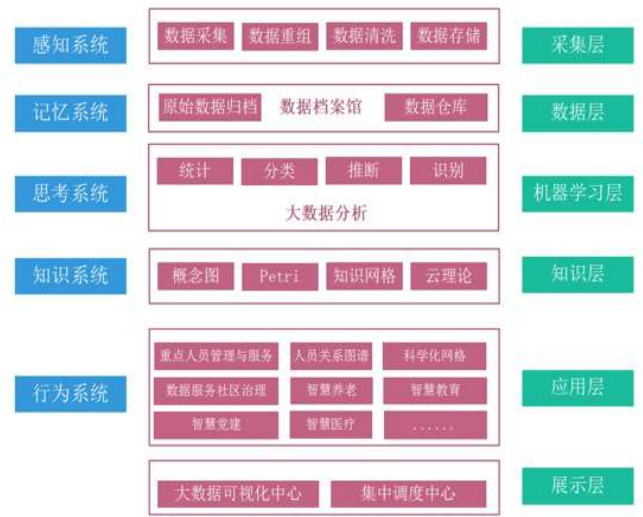 感知系统
数据采集 数据重组 数据清洗 数据存储
采集层
记忆系统
原始数据归档 数据档案馆 数据仓库
数据层
思考系统
统计 分类 推断 识别
大数据分析
机器学习层
知识系统
概念图 Petri 知识网格 云理论
知识层
行为系统
重点人员管理与服务 人员关系图谱 科学化网格
数据服务社区治理 智慧养老 智慧教育
智慧党建 智慧医疗 ......
应用层
大数据可视化中心 集中调度中心
展示层